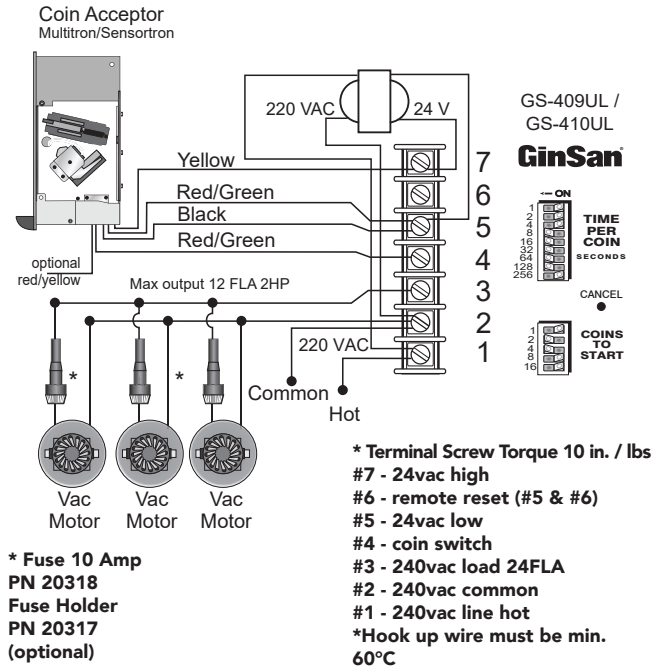 Coin Acceptor
Multitron/Sensortron
220 VAC
24 V
GS-409UL /
GS-410UL
GinSan
Yellow
Red/Green
Black
Red/Green
optional
red/yellow
Max output 12 FLA 2HP
7
6
5
4
3
2
1
<-- ON
1
2
4
8
16
32
64
128
256
TIME
PER
COIN
SECONDS
CANCEL
1
2
4
8
16
COINS
TO
START
220 VAC
Common
Hot
*
*
Vac
Motor
Vac
Motor
Vac
Motor
* Fuse 10 Amp
PN 20318
Fuse Holder
PN 20317
(optional)
* Terminal Screw Torque 10 in. / lbs
#7 - 24vac high
#6 - remote reset (#5 & #6)
#5 - 24vac low
#4 - coin switch
#3 - 240vac load 24FLA
#2 - 240vac common
#1 - 240vac line hot
*Hook up wire must be min.
60°C